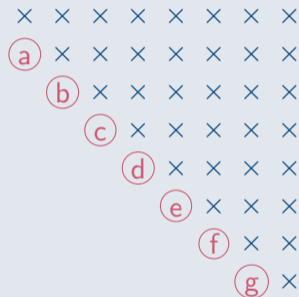 × × × × × × × ×
a × × × × × × ×
b × × × × × ×
c × × × × ×
d × × × ×
e × × ×
f × ×
g ×